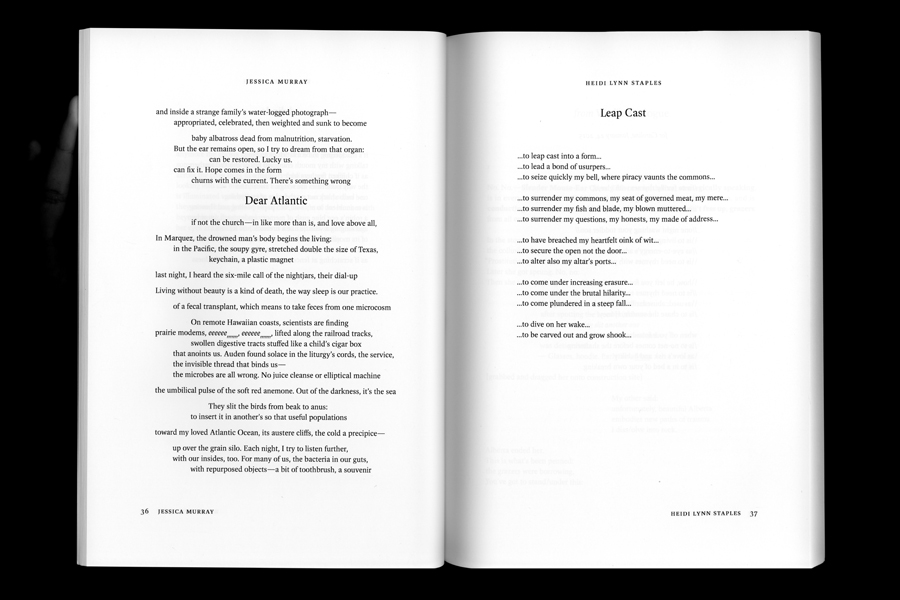 JESSICA MURRAY
and inside a strange family's water-logged photograph—
appropriated, celebrated, then weighted and sunk to become
baby albatross dead from malnutrition, starvation.
But the ear remains open, so I try to dream from that organ:
can be restored. Lucky us.
can fix it. Hope comes in the form
churns with the current. There's something wrong
Dear Atlantic
if not the church—in like more than is, and love above all,
In Marquez, the drowned man's body begins the living:
in the Pacific, the soupy gyre, stretched double the size of Texas,
keychain, a plastic magnet
last night, I heard the six-mile call of the nightjars, their dial-up
Living without beauty is a kind of death, the way sleep is our practice.
of a fecal transplant, which means to take feces from one microcosm
On remote Hawaiian coasts, scientists are finding
prairie modems, eeeee___, eeeee___, lifted along the railroad tracks,
swollen digestive tracts stuffed like a child's cigar box
that anoints us. Auden found solace in the liturgy's cords, the service,
the invisible thread that binds us—
the microbes are all wrong. No juice cleanse or elliptical machine
the umbilical pulse of the soft red anemone. Out of the darkness, it's the sea
They slit the birds from beak to anus:
to insert it in another's so that useful populations
toward my loved Atlantic Ocean, its austere cliffs, the cold a precipice—
up over the grain silo. Each night, I try to listen further,
with our insides, too. For many of us, the bacteria in our guts,
with repurposed objects—a bit of toothbrush, a souvenir
36 JESSICA MURRAY
HEIDI LYNN STAPLES
Leap Cast
...to leap cast into a form...
...to lead a bond of usurpers...
...to seize quickly my bell, where piracy vaunts the commons...
...to surrender my commons, my seat of governed meat, my mere...
...to surrender my fish and blade, my blown muttered...
...to surrender my questions, my honests, my made of address...
...to have breached my heartfelt oink of wit...
...to secure the open not the door...
...to alter also my altar's ports...
...to come under increasing erasure...
...to come under the brutal hilarity...
...to come plundered in a steep fall...
...to dive on her wake...
...to be carved out and grow shook...
HEIDI LYNN STAPLES 37